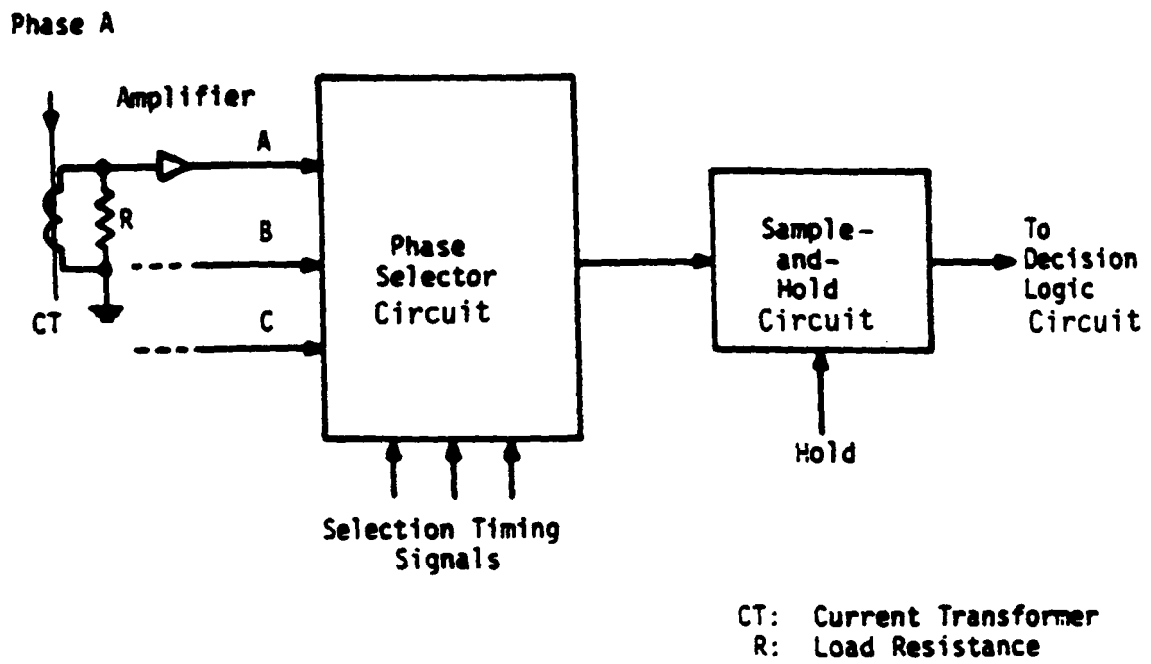 Phase A
Amplifier
A
R
B
CT
C
Phase
Selector
Circuit
Sample-
and-
Hold
Circuit
To
Decision
Logic
Circuit
Hold
Selection Timing
Signals
CT: Current Transformer
R: Load Resistance